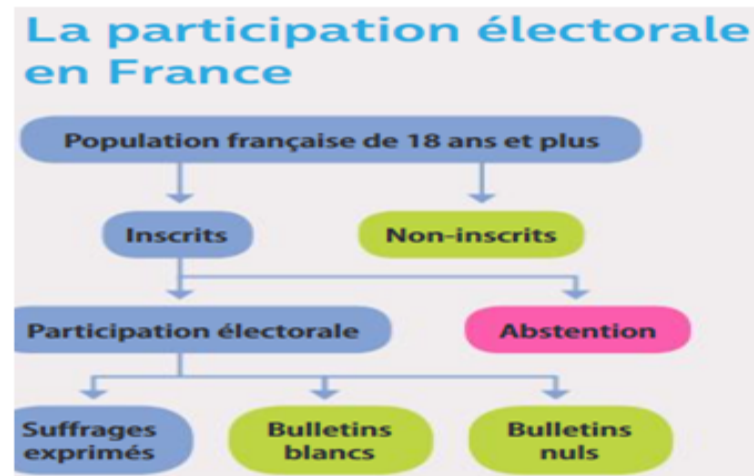 La participation électorale
en France
Population française de 18 ans et plus
Inscrits
Non-inscrits
Participation électorale
Abstention
Suffrages
exprimés
Bulletins
blancs
Bulletins
nuls